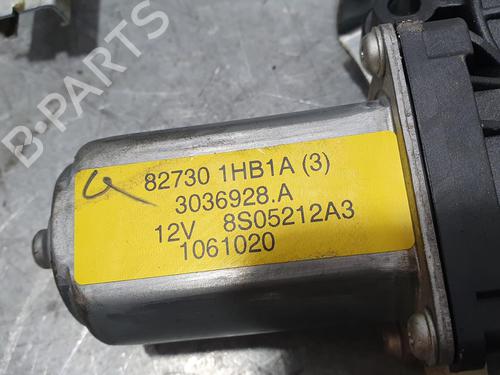 B-PARTS
82730 1HB1A (3)
3036928.A
12V 8S05212A3
1061020